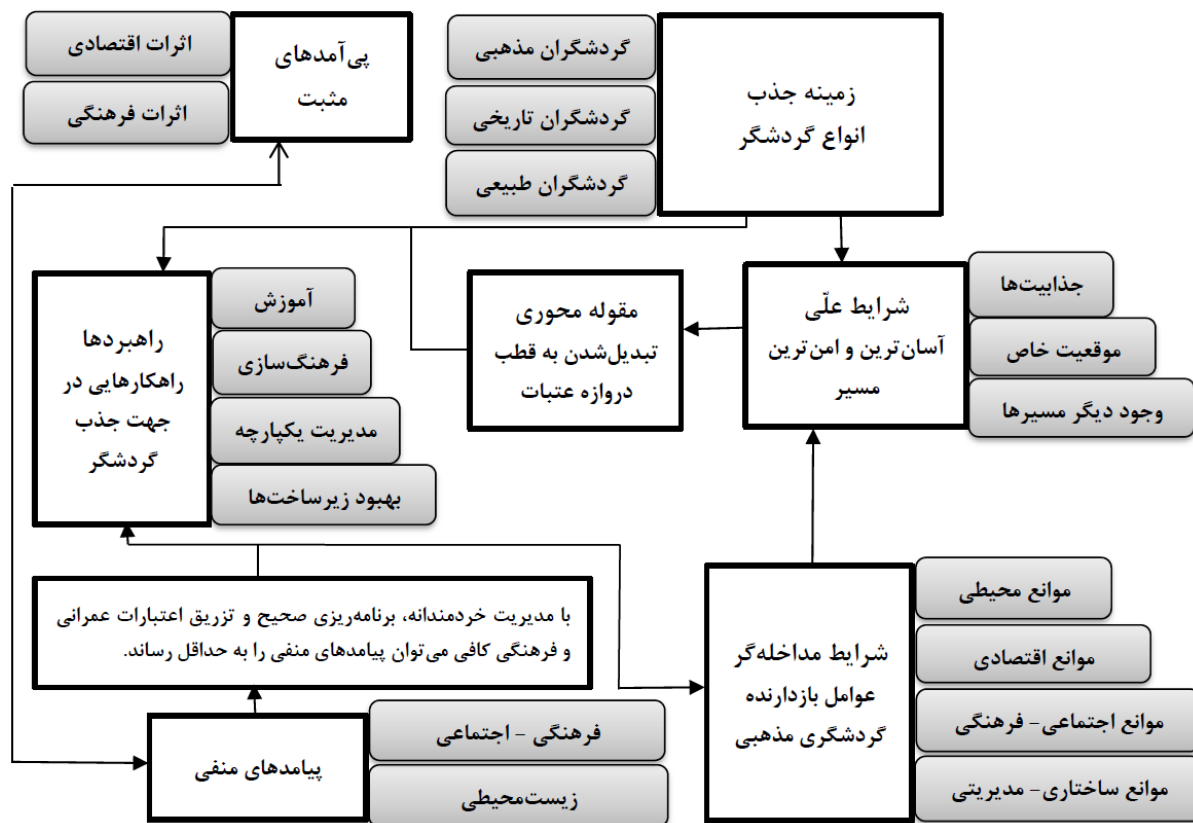 زمینه جذب
انواع گردشگر
گردشگران مذهبی
گردشگران تاریخی
گردشگران طبیعی
پی‌آمدهای
مثبت
اثرات اقتصادی
اثرات فرهنگی
جذابیت‌ها
موقعیت خاص
وجود دیگر مسیرها
شرایط علّی
آسان‌ترین و امن‌ترین
مسیر
مقوله محوری
تبدیل‌شدن به قطب
دروازه عتبات
آموزش
فرهنگ‌سازی
مدیریت یکپارچه
بهبود زیرساخت‌ها
راهبردها
راهکارهایی در
جهت جذب
گردشگر
موانع محیطی
موانع اقتصادی
موانع اجتماعی- فرهنگی
موانع ساختاری- مدیریتی
شرایط مداخله‌گر
عوامل بازدارنده
گردشگری مذهبی
با مدیریت خردمندانه، برنامه‌ریزی صحیح و تزریق اعتبارات عمرانی
و فرهنگی کافی می‌توان پیامدهای منفی را به حداقل رساند.
فرهنگی - اجتماعی
زیست‌محیطی
پیامدهای منفی